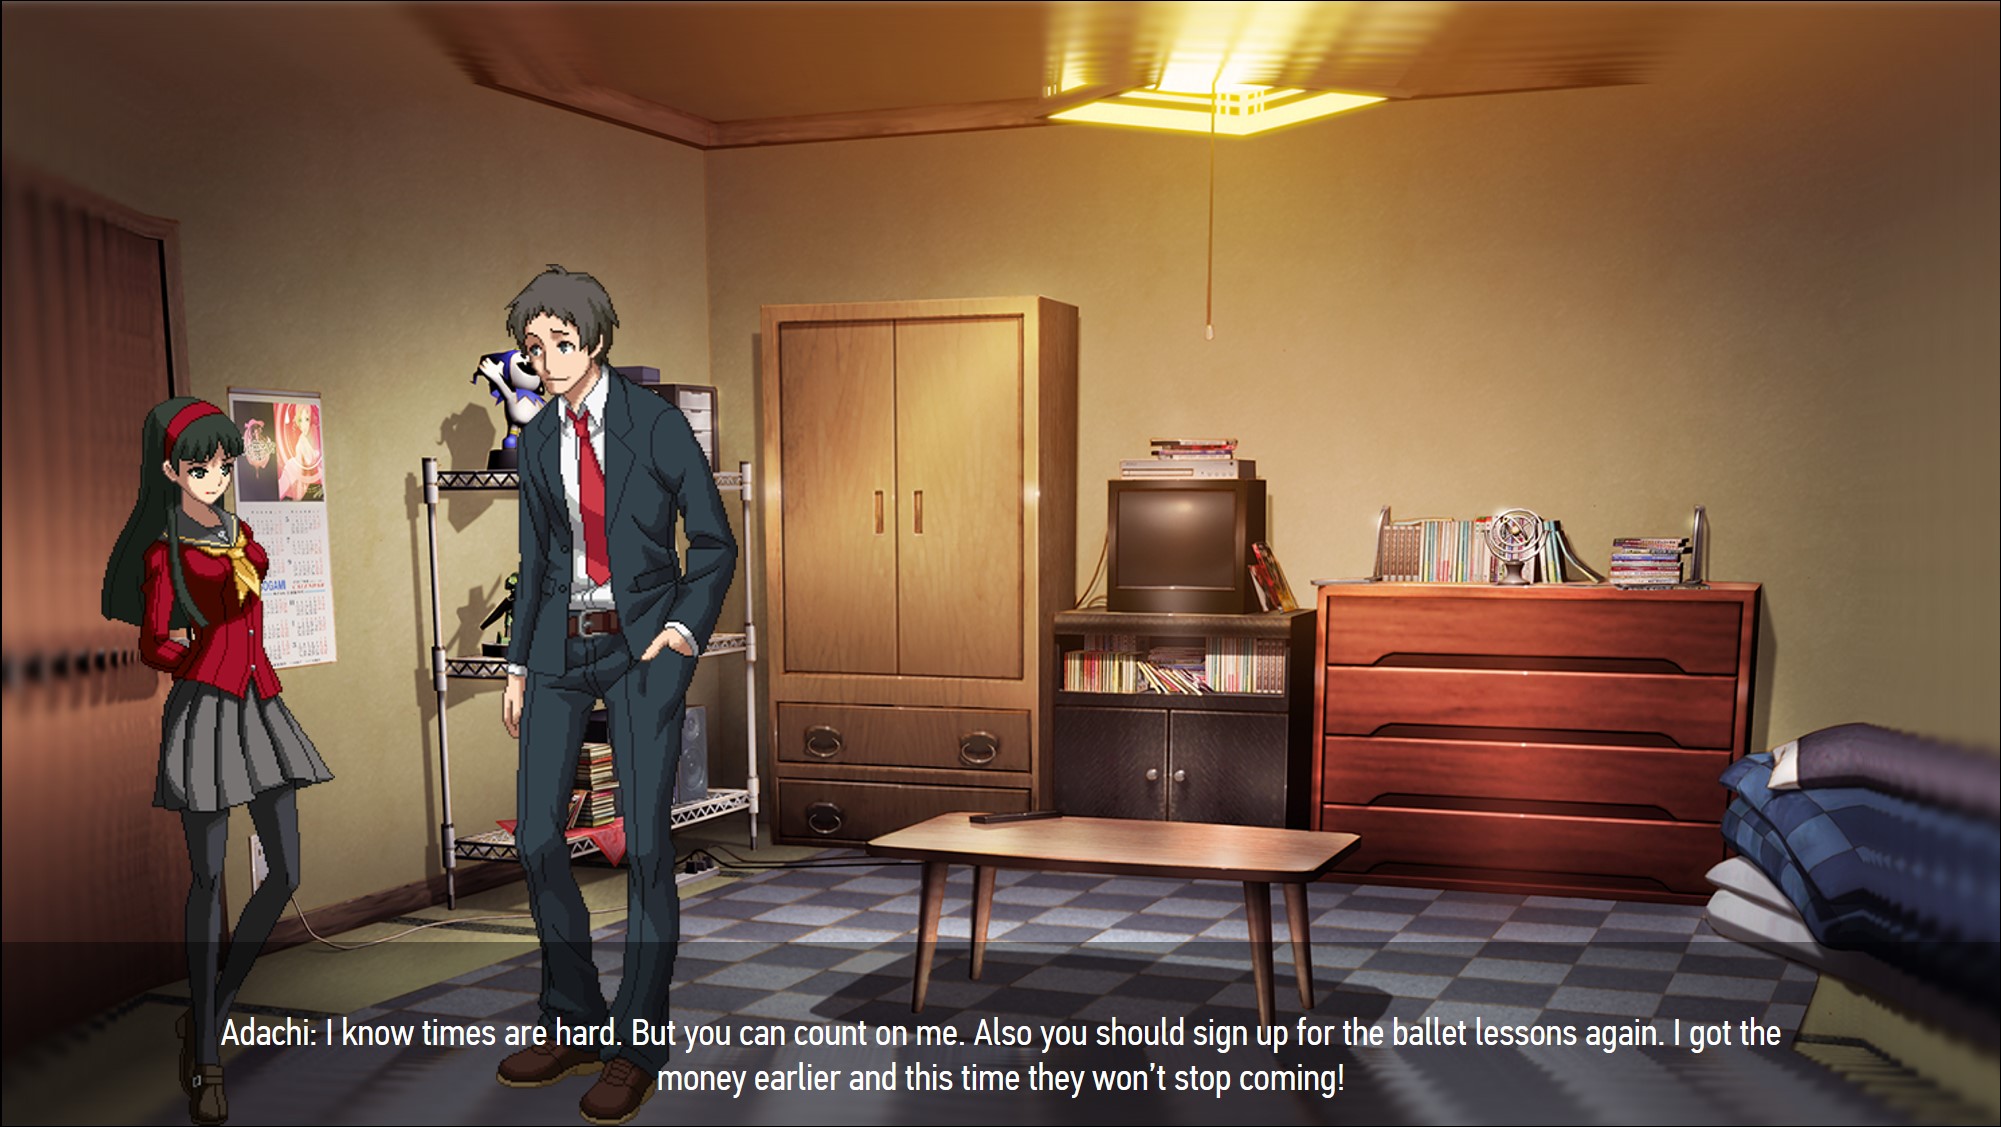 OGAMI
Adachi: I know times are hard. But you can count on me. Also you should sign up for the ballet lessons again. I got the
money earlier and this time they won’t stop coming!